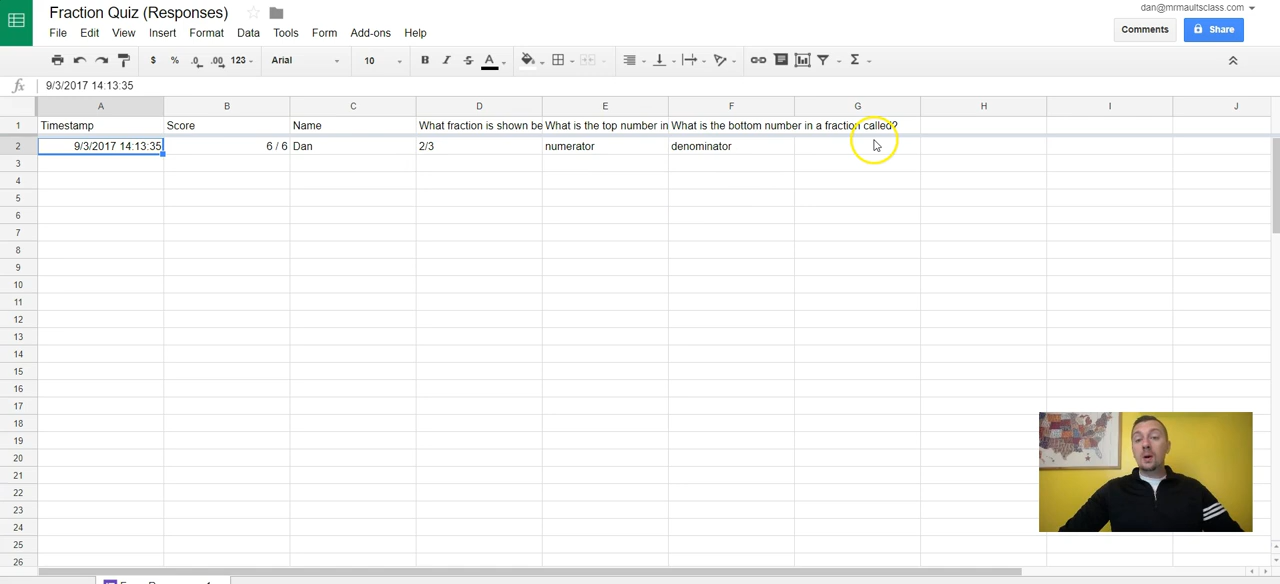 Fraction Quiz (Responses)
dan@mrmaultsclass.com
File Edit View Insert Format Data Tools Form Add-ons Help
Comments Share
$ % .0 .00 123 Arial 10 B I S A Σ
fx 9/3/2017 14:13:35
A B C D E F G H I J
1 Timestamp Score Name What fraction is shown be What is the top number in What is the bottom number in a fraction called?
2 9/3/2017 14:13:35 6 / 6 Dan 2/3 numerator denominator
3
4
5
6
7
8
9
10
11
12
13
14
15
16
17
18
19
20
21
22
23
24
25
26